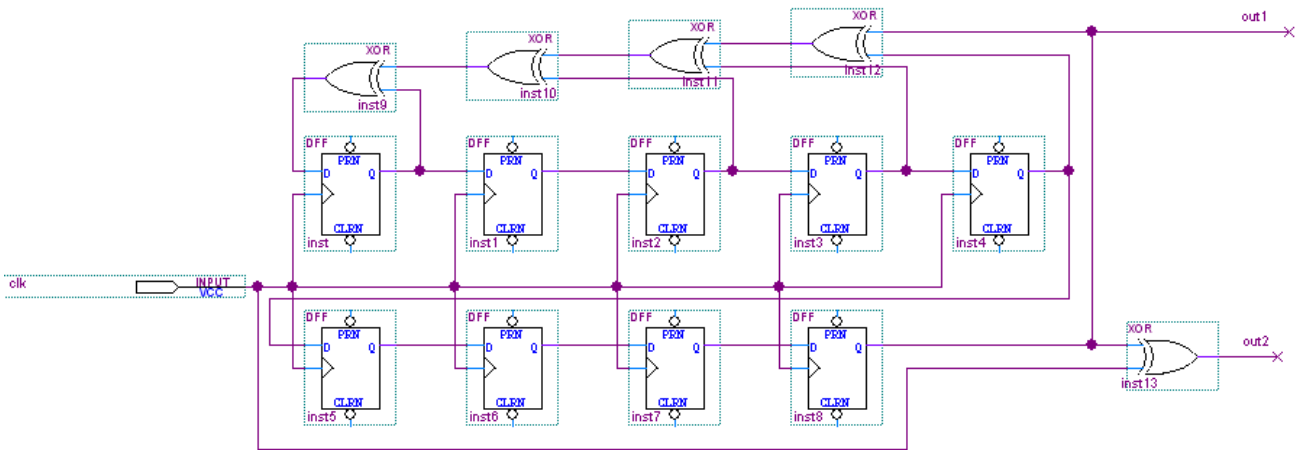 XOR
out1
XOR
XOR
XOR
inst12
inst11
inst10
inst9
DFF
PRN
D
Q
CLRN
inst
DFF
PRN
D
Q
CLRN
inst1
DFF
PRN
D
Q
CLRN
inst2
DFF
PRN
D
Q
CLRN
inst3
DFF
PRN
D
Q
CLRN
inst4
clk
INPUT
VCC
DFF
PRN
D
Q
CLRN
inst5
DFF
PRN
D
Q
CLRN
inst6
DFF
PRN
D
Q
CLRN
inst7
DFF
PRN
D
Q
CLRN
inst8
XOR
out2
inst13